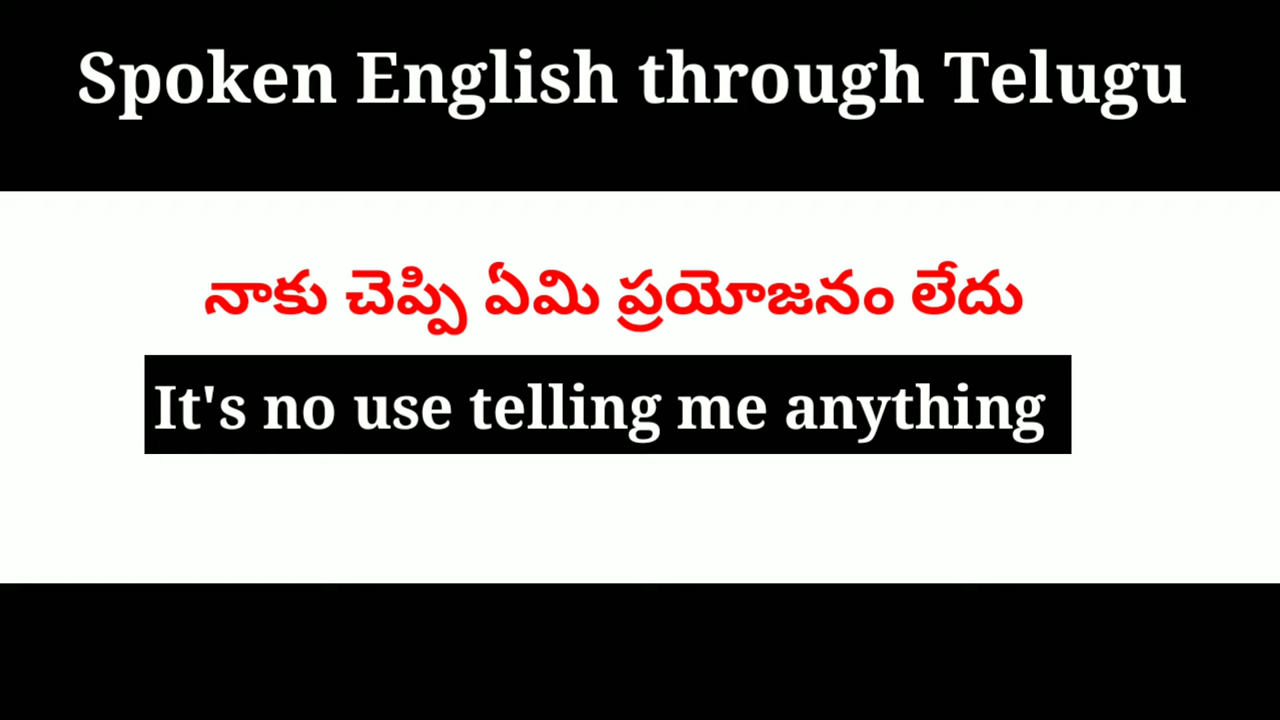 Spoken English through Telugu
నాకు చెప్పి ఏమి ప్రయోజనం లేదు
It's no use telling me anything